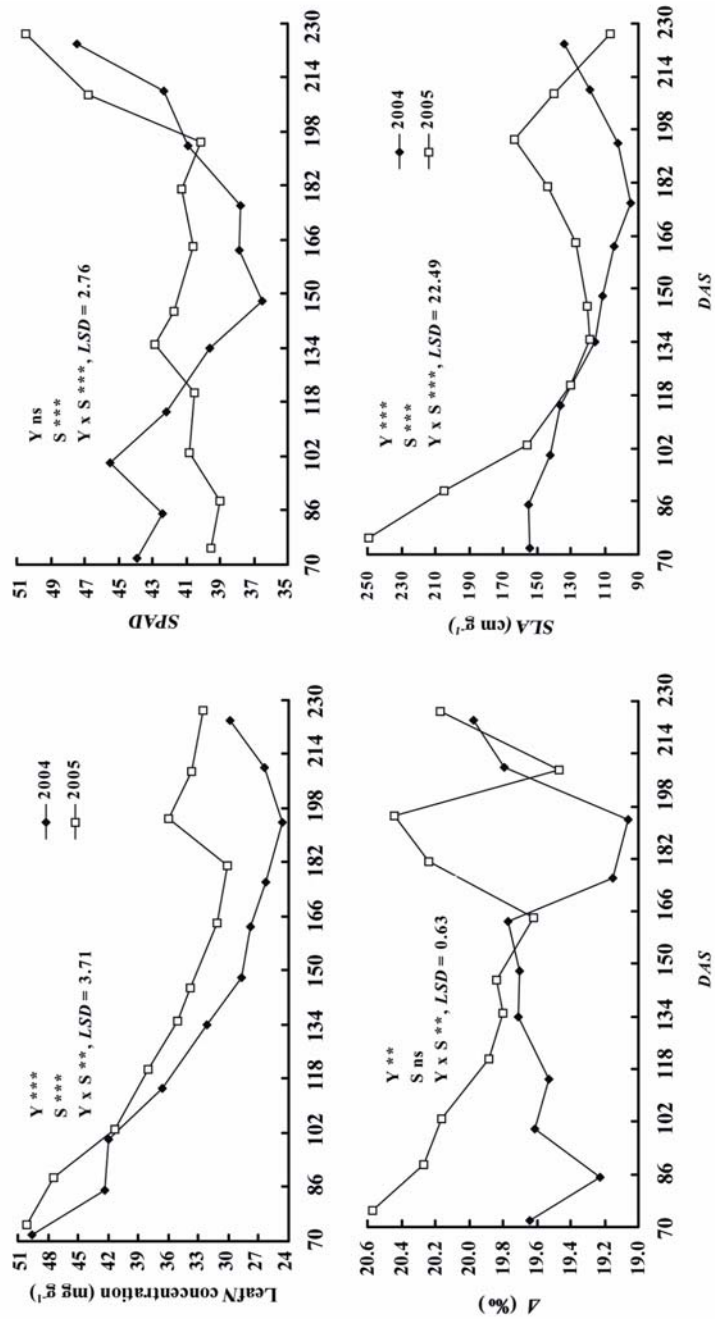 LeafN concentration (mg g⁻¹)
51
48
45
42
39
36
33
30
27
24
Y ***
S ***
Y x S **, LSD = 3.71
2004
2005
70 86 102 118 134 150 166 182 198 214 230
SPAD
51
49
47
45
43
41
39
37
35
Y ns
S ***
Y x S ***, LSD = 2.76
70 86 102 118 134 150 166 182 198 214 230
Δ (‰)
20.6
20.4
20.2
20.0
19.8
19.6
19.4
19.2
19.0
Y **
S ns
Y x S **, LSD = 0.63
70 86 102 118 134 150 166 182 198 214 230
DAS
SLA (cm g⁻¹)
250
230
210
190
170
150
130
110
90
Y ***
S ***
Y x S ***, LSD = 22.49
2004
2005
70 86 102 118 134 150 166 182 198 214 230
DAS